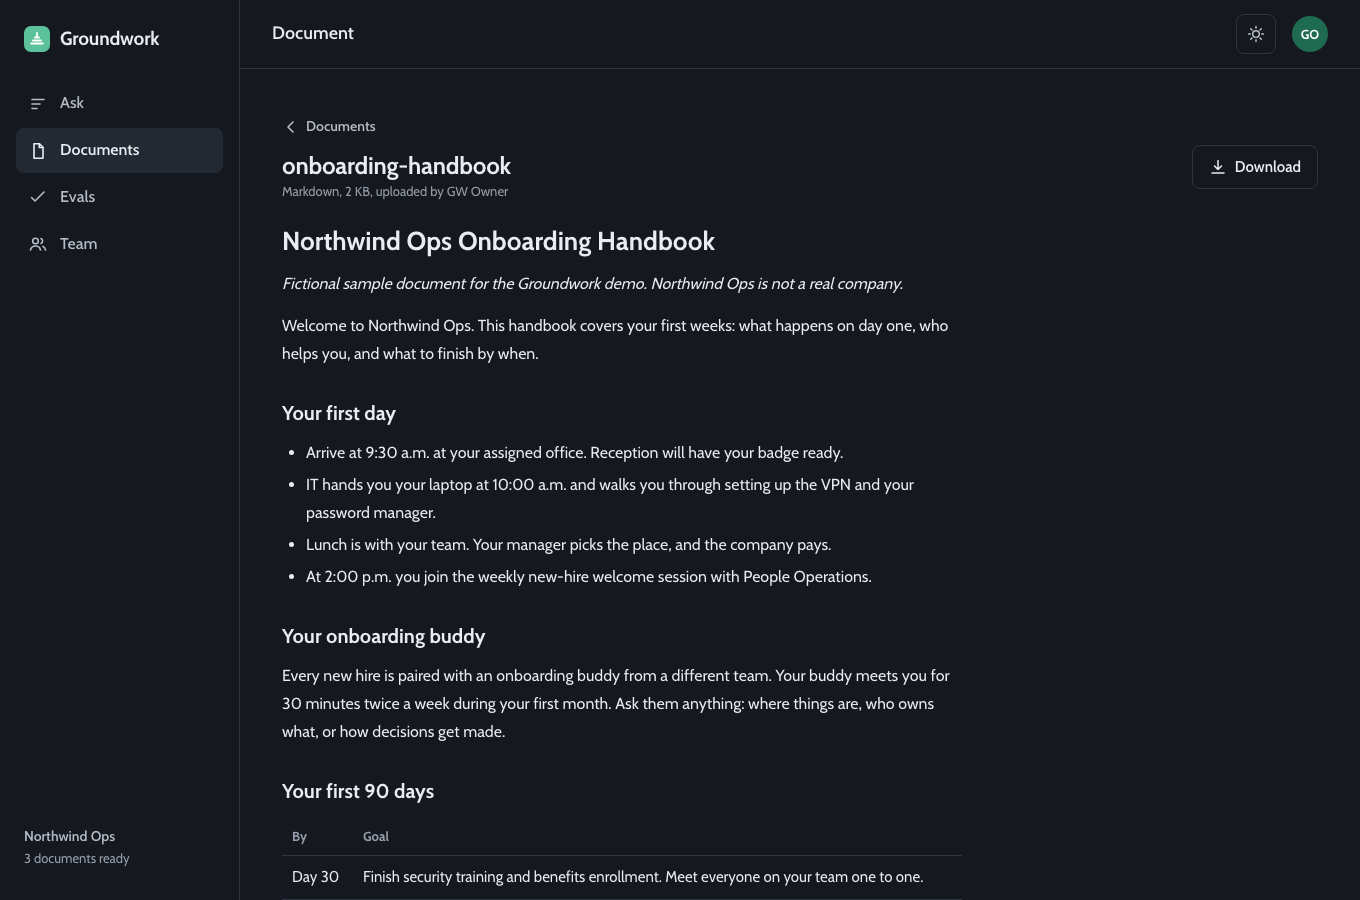 Groundwork
Ask
Documents
Evals
Team
Northwind Ops
3 documents ready
Document
GO
Documents
onboarding-handbook
Markdown, 2 KB, uploaded by GW Owner
Download
Northwind Ops Onboarding Handbook
Fictional sample document for the Groundwork demo. Northwind Ops is not a real company.
Welcome to Northwind Ops. This handbook covers your first weeks: what happens on day one, who
helps you, and what to finish by when.
Your first day
• Arrive at 9:30 a.m. at your assigned office. Reception will have your badge ready.
• IT hands you your laptop at 10:00 a.m. and walks you through setting up the VPN and your
password manager.
• Lunch is with your team. Your manager picks the place, and the company pays.
• At 2:00 p.m. you join the weekly new-hire welcome session with People Operations.
Your onboarding buddy
Every new hire is paired with an onboarding buddy from a different team. Your buddy meets you for
30 minutes twice a week during your first month. Ask them anything: where things are, who owns
what, or how decisions get made.
Your first 90 days
By Goal
Day 30 Finish security training and benefits enrollment. Meet everyone on your team one to one.